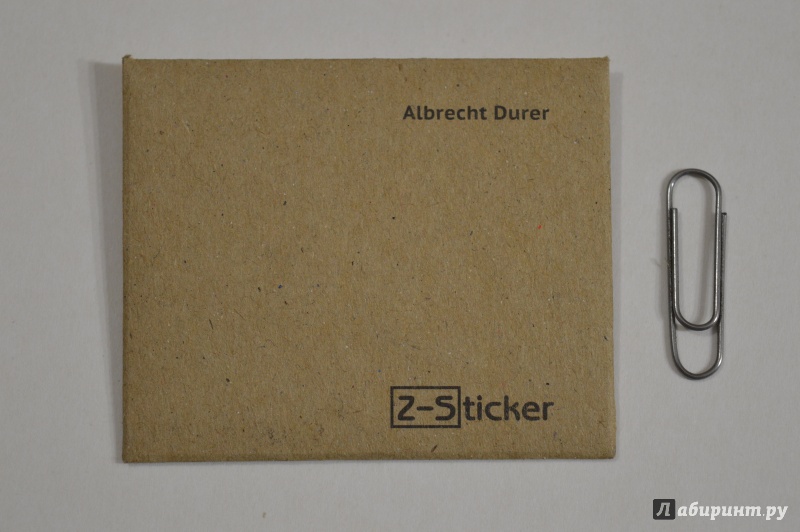 Albrecht Durer
Z-Sticker
Лабиринт.ру